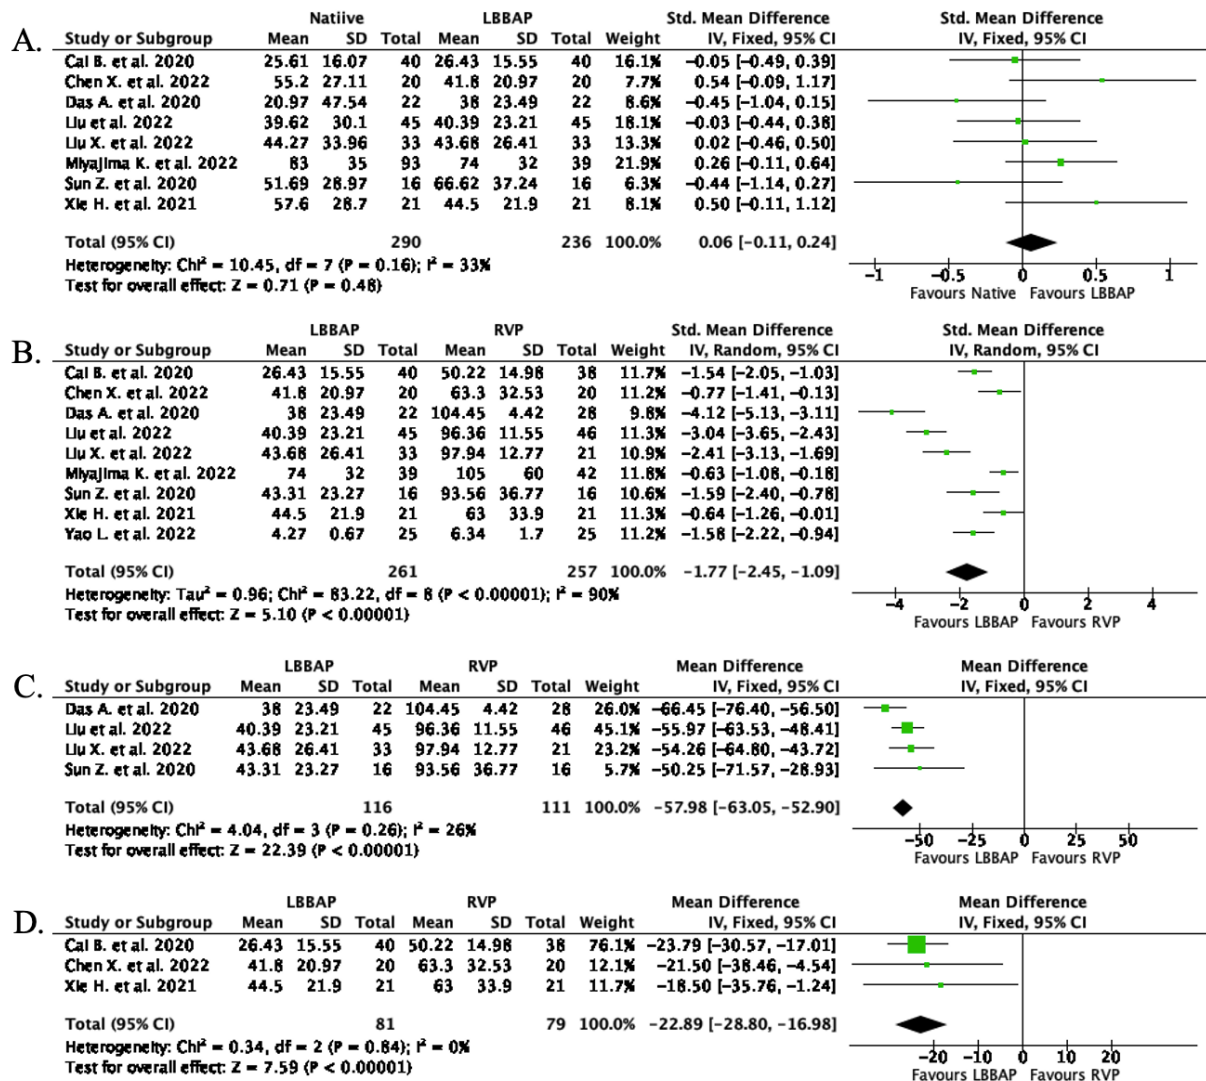 A.
Natiive LBBAP Std. Mean Difference Std. Mean Difference
Study or Subgroup Mean SD Total Mean SD Total Weight IV, Fixed, 95% CI IV, Fixed, 95% CI
Cai B. et al. 2020 25.61 16.07 40 26.43 15.55 40 16.1% -0.05 [-0.49, 0.39]
Chen X. et al. 2022 55.2 27.11 20 41.8 20.97 20 7.7% 0.54 [-0.09, 1.17]
Das A. et al. 2020 20.97 47.54 22 38 23.49 22 8.6% -0.45 [-1.04, 0.15]
Liu et al. 2022 39.62 30.1 45 40.39 23.21 45 18.1% -0.03 [-0.44, 0.38]
Liu X. et al. 2022 44.27 33.96 33 43.68 26.41 33 13.3% 0.02 [-0.46, 0.50]
Miyajima K. et al. 2022 83 35 93 74 32 39 21.9% 0.26 [-0.11, 0.64]
Sun Z. et al. 2020 51.69 28.97 16 66.62 37.24 16 6.3% -0.44 [-1.14, 0.27]
Xie H. et al. 2021 57.6 28.7 21 44.5 21.9 21 8.1% 0.50 [-0.11, 1.12]
Total (95% CI) 290 236 100.0% 0.06 [-0.11, 0.24]
Heterogeneity: Chi² = 10.45, df = 7 (P = 0.16); I² = 33%
Test for overall effect: Z = 0.71 (P = 0.48)
-1 -0.5 0 0.5 1
Favours Native Favours LBBAP
B.
LBBAP RVP Std. Mean Difference Std. Mean Difference
Study or Subgroup Mean SD Total Mean SD Total Weight IV, Random, 95% CI IV, Random, 95% CI
Cai B. et al. 2020 26.43 15.55 40 50.22 14.98 38 11.7% -1.54 [-2.05, -1.03]
Chen X. et al. 2022 41.8 20.97 20 63.3 32.53 20 11.2% -0.77 [-1.41, -0.13]
Das A. et al. 2020 38 23.49 22 104.45 4.42 28 9.8% -4.12 [-5.13, -3.11]
Liu et al. 2022 40.39 23.21 45 96.36 11.55 46 11.3% -3.04 [-3.65, -2.43]
Liu X. et al. 2022 43.68 26.41 33 97.94 12.77 21 10.9% -2.41 [-3.13, -1.69]
Miyajima K. et al. 2022 74 32 39 105 60 42 11.8% -0.63 [-1.08, -0.18]
Sun Z. et al. 2020 43.31 23.27 16 93.56 36.77 16 10.6% -1.59 [-2.40, -0.78]
Xie H. et al. 2021 44.5 21.9 21 63 33.9 21 11.3% -0.64 [-1.26, -0.01]
Yao L. et al. 2022 4.27 0.67 25 6.34 1.7 25 11.2% -1.58 [-2.22, -0.94]
Total (95% CI) 261 257 100.0% -1.77 [-2.45, -1.09]
Heterogeneity: Tau² = 0.96; Chi² = 83.22, df = 8 (P < 0.00001); I² = 90%
Test for overall effect: Z = 5.10 (P < 0.00001)
-4 -2 0 2 4
Favours LBBAP Favours RVP
C.
LBBAP RVP Mean Difference Mean Difference
Study or Subgroup Mean SD Total Mean SD Total Weight IV, Fixed, 95% CI IV, Fixed, 95% CI
Das A. et al. 2020 38 23.49 22 104.45 4.42 28 26.0% -66.45 [-76.40, -56.50]
Liu et al. 2022 40.39 23.21 45 96.36 11.55 46 45.1% -55.97 [-63.53, -48.41]
Liu X. et al. 2022 43.68 26.41 33 97.94 12.77 21 23.2% -54.26 [-64.80, -43.72]
Sun Z. et al. 2020 43.31 23.27 16 93.56 36.77 16 5.7% -50.25 [-71.57, -28.93]
Total (95% CI) 116 111 100.0% -57.98 [-63.05, -52.90]
Heterogeneity: Chi² = 4.04, df = 3 (P = 0.26); I² = 26%
Test for overall effect: Z = 22.39 (P < 0.00001)
-50 -25 0 25 50
Favours LBBAP Favours RVP
D.
LBBAP RVP Mean Difference Mean Difference
Study or Subgroup Mean SD Total Mean SD Total Weight IV, Fixed, 95% CI IV, Fixed, 95% CI
Cai B. et al. 2020 26.43 15.55 40 50.22 14.98 38 76.1% -23.79 [-30.57, -17.01]
Chen X. et al. 2022 41.8 20.97 20 63.3 32.53 20 12.1% -21.50 [-38.46, -4.54]
Xie H. et al. 2021 44.5 21.9 21 63 33.9 21 11.7% -18.50 [-35.76, -1.24]
Total (95% CI) 81 79 100.0% -22.89 [-28.80, -16.98]
Heterogeneity: Chi² = 0.34, df = 2 (P = 0.84); I² = 0%
Test for overall effect: Z = 7.59 (P < 0.00001)
-20 -10 0 10 20
Favours LBBAP Favours RVP